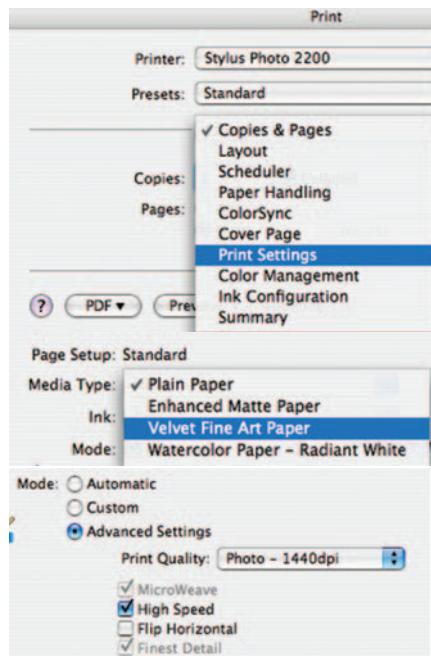 Print
Printer: Stylus Photo 2200
Presets: Standard
✓ Copies & Pages
Layout
Scheduler
Copies:
Paper Handling
Pages:
ColorSync
Cover Page
Print Settings
Color Management
? PDF▼
Ink Configuration
Summary
Page Setup: Standard
Media Type: ✓ Plain Paper
Enhanced Matte Paper
Ink:
Velvet Fine Art Paper
Mode: Watercolor Paper – Radiant White
Mode: Automatic
Custom
Advanced Settings
Print Quality: Photo – 1440dpi
MicroWeave
High Speed
Flip Horizontal
Finest Detail